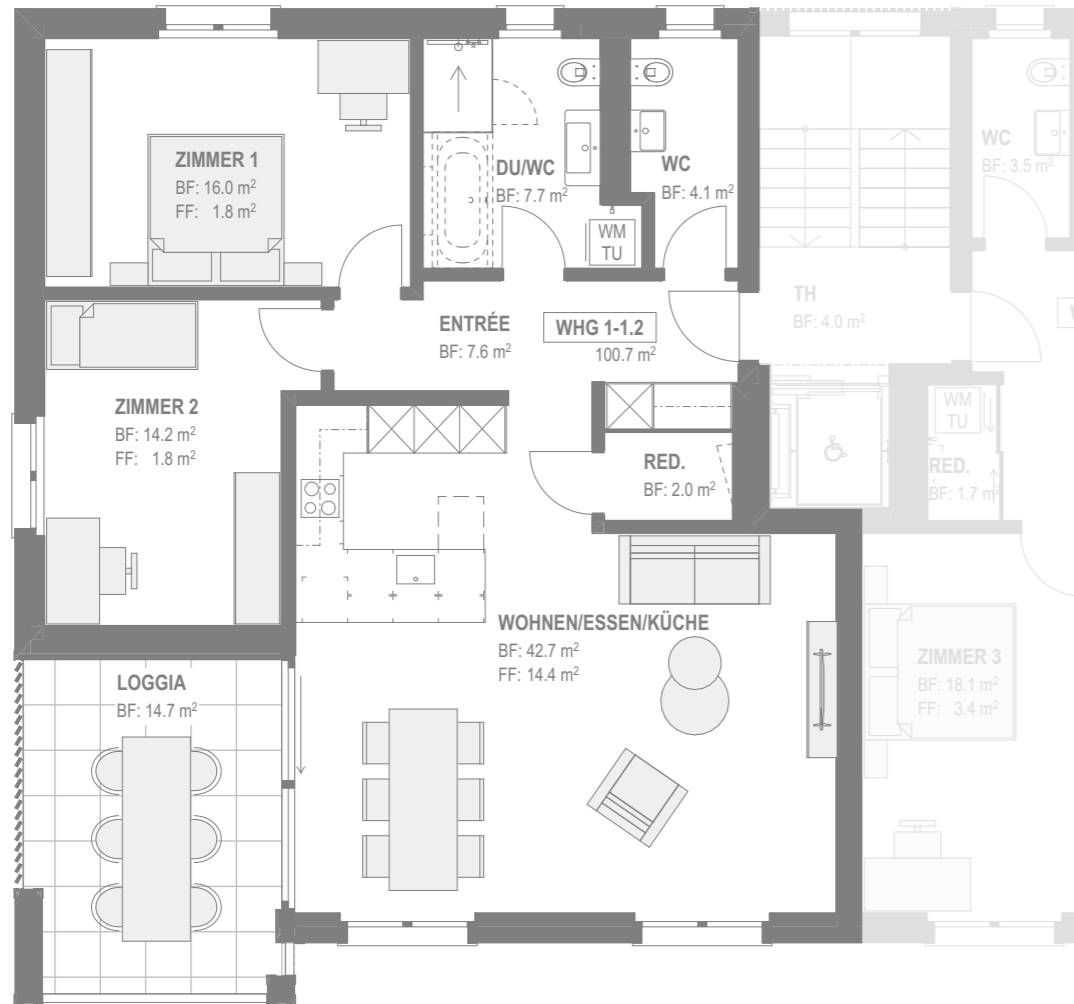 ZIMMER 1
BF: 16.0 m²
FF: 1.8 m²
DU/WC
BF: 7.7 m²
WC
BF: 4.1 m²
WC
BF: 3.5 m²
WM
TU
ENTRÉE
BF: 7.6 m²
WHG 1-1.2
100.7 m²
TH
BF: 4.0 m²
ZIMMER 2
BF: 14.2 m²
FF: 1.8 m²
RED.
BF: 2.0 m²
WM
TU
RED.
BF: 1.7 m²
WOHNEN/ESSEN/KÜCHE
BF: 42.7 m²
FF: 14.4 m²
LOGGIA
BF: 14.7 m²
ZIMMER 3
BF: 18.1 m²
FF: 3.4 m²